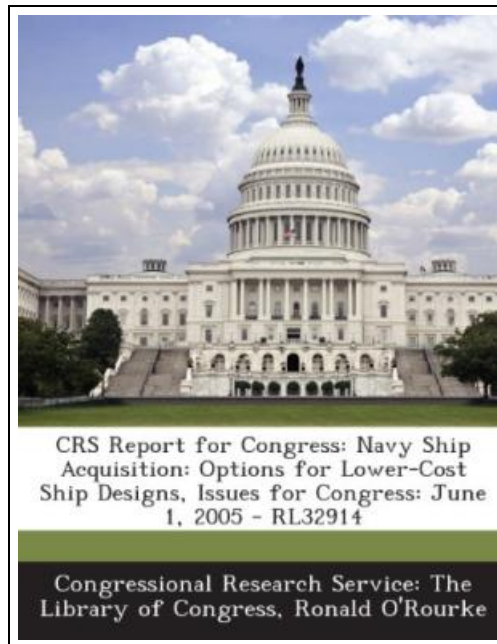 CRS Report for Congress: Navy Ship
Acquisition: Options for Lower-Cost
Ship Designs, Issues for Congress: June
1, 2005 - RL32914
Congressional Research Service: The
Library of Congress, Ronald O'Rourke